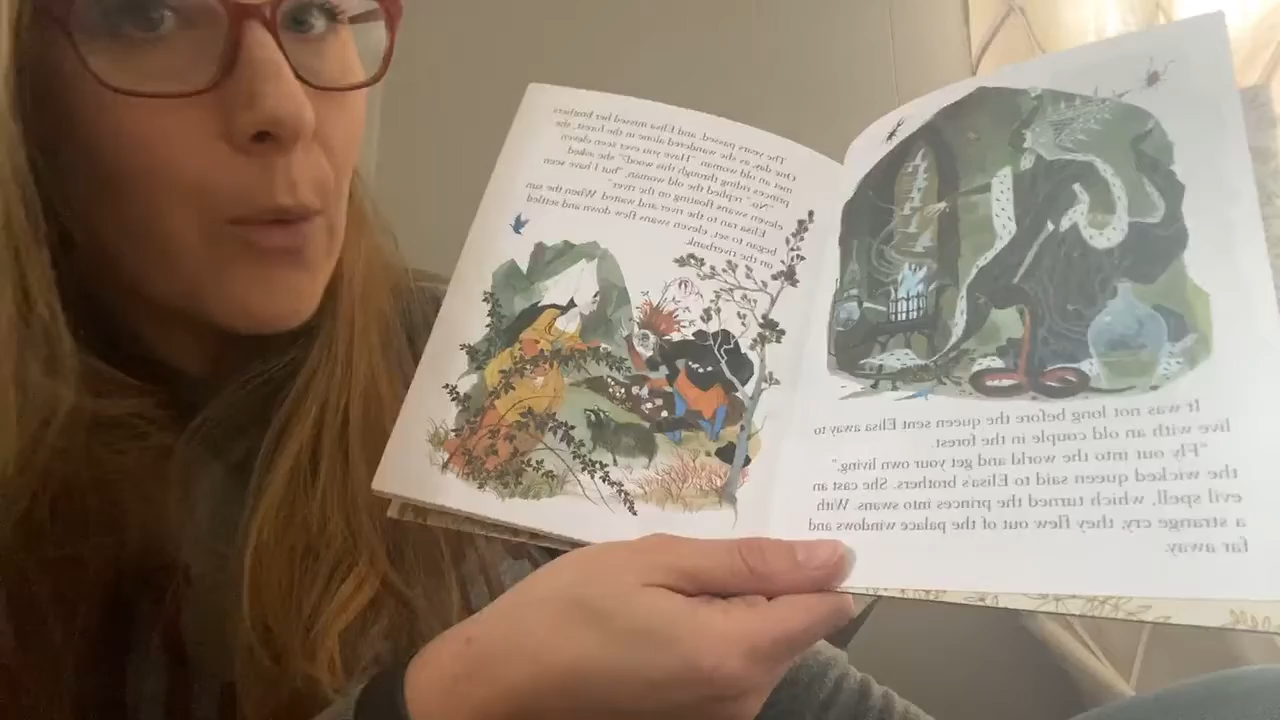 It was not long before the queen sent Elisa away to
live with an old couple in the forest.
"Fly out into the world and get your own living,"
the wicked queen said to Elisa's brothers. She cast an
evil spell, which turned the princes into swans. With
a strange cry, they flew out of the palace windows and
far away.
The years passed, and Elisa missed her brothers.
One day, as she wandered alone in the forest, she
met an old woman. "Have you ever seen eleven
princes riding through this wood?" she asked.
"No," replied the old woman, "but I have seen
eleven swans floating on the river."
Elisa ran to the river and waited. When the sun
began to set, eleven swans flew down and settled
on the riverbank.